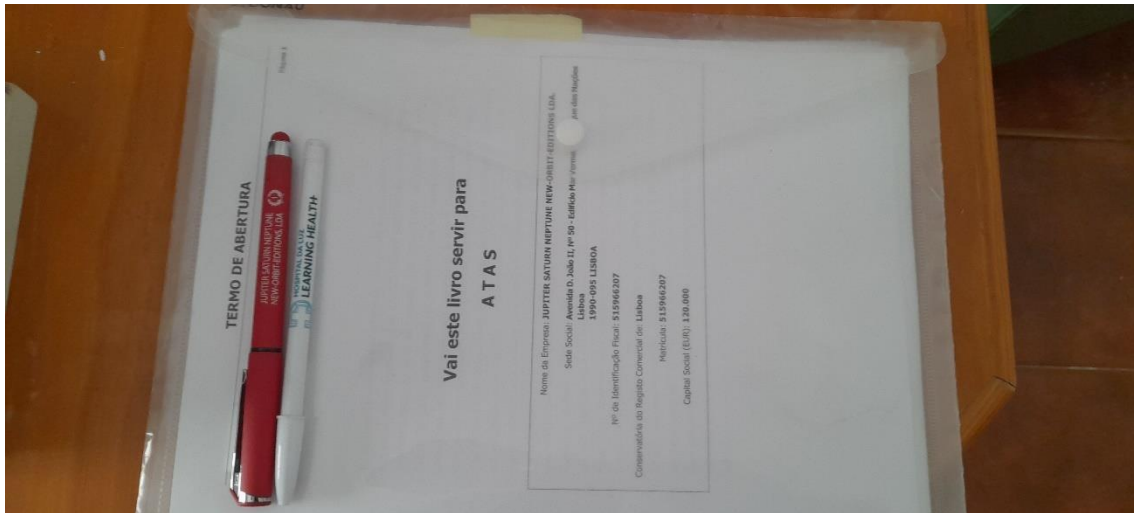 TERMO DE ABERTURA
JUPITER SATURN NEPTUNE
NEW-ORBIT-EDITIONS, LDA
HOSPITAL DA LUZ
LEARNING HEALTH
Vai este livro servir para
A T A S
Nome da Empresa: JUPITER SATURN NEPTUNE NEW-ORBIT-EDITIONS LDA.
Sede Social: Avenida D. João II, Nº 50 - Edifício Mar Vermelho das Nações
Lisboa
1990-095 LISBOA
Nº de Identificação Fiscal: 515966207
Conservatória do Registo Comercial de: Lisboa
Matrícula: 515966207
Capital Social (EUR): 120.000